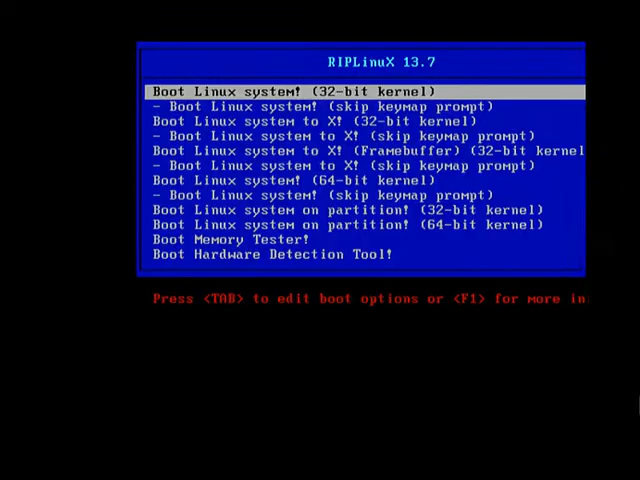 RIPLinuX 13.7
Boot Linux system! (32-bit kernel)
- Boot Linux system! (skip keymap prompt)
Boot Linux system to X! (32-bit kernel)
- Boot Linux system to X! (skip keymap prompt)
Boot Linux system to X! (Framebuffer) (32-bit kernel
- Boot Linux system to X! (skip keymap prompt)
Boot Linux system! (64-bit kernel)
- Boot Linux system! (skip keymap prompt)
Boot Linux system on partition! (32-bit kernel)
Boot Linux system on partition! (64-bit kernel)
Boot Memory Tester!
Boot Hardware Detection Tool!
Press <TAB> to edit boot options or <F1> for more in